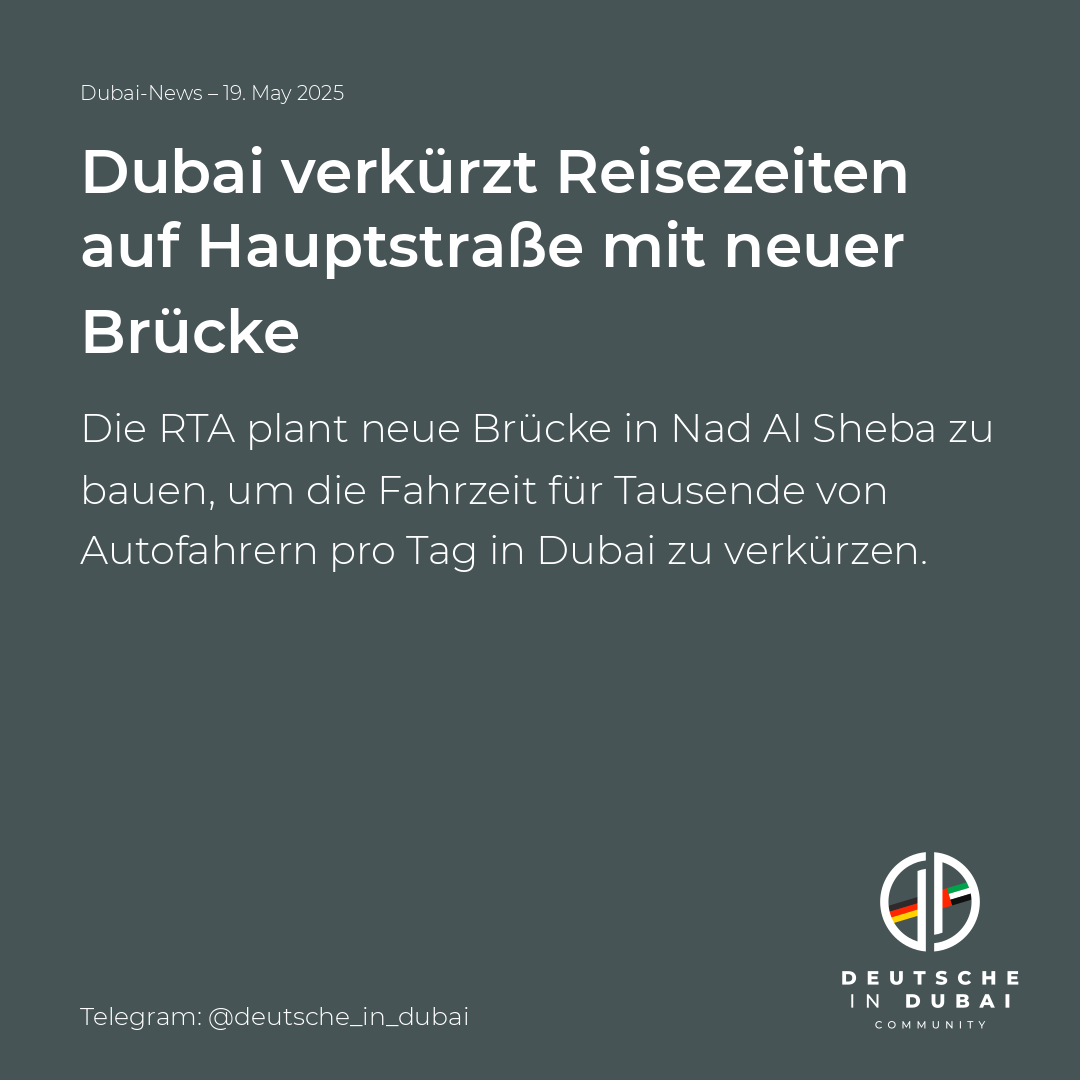 Dubai-News – 19. May 2025
Dubai verkürzt Reisezeiten
auf Hauptstraße mit neuer
Brücke
Die RTA plant neue Brücke in Nad Al Sheba zu
bauen, um die Fahrzeit für Tausende von
Autofahrern pro Tag in Dubai zu verkürzen.
DEUTSCHE
IN DUBAI
COMMUNITY
Telegram: @deutsche_in_dubai